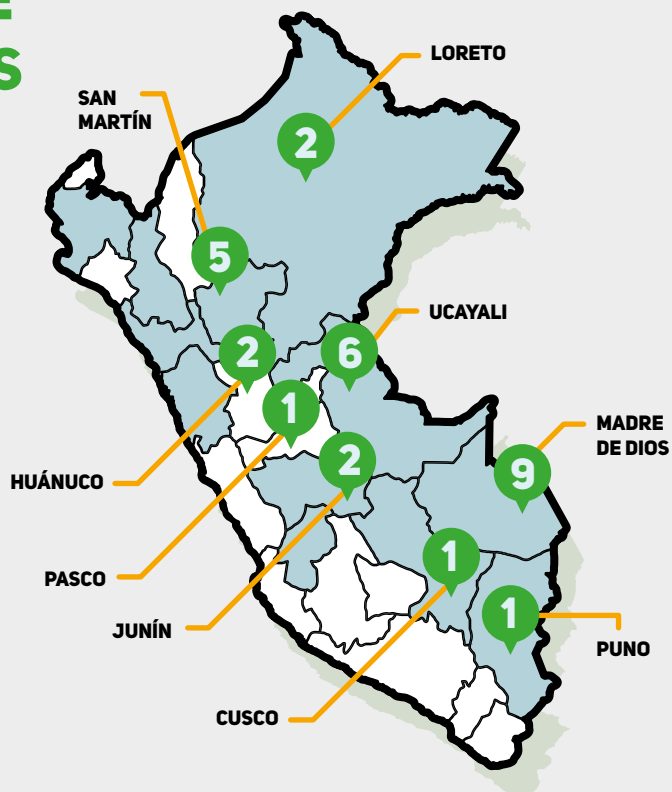 S
LORETO
2
SAN
MARTÍN
5
UCAYALI
6
2
1
MADRE
DE DIOS
9
2
HUÁNUCO
1
PASCO
1
JUNÍN
PUNO
CUSCO